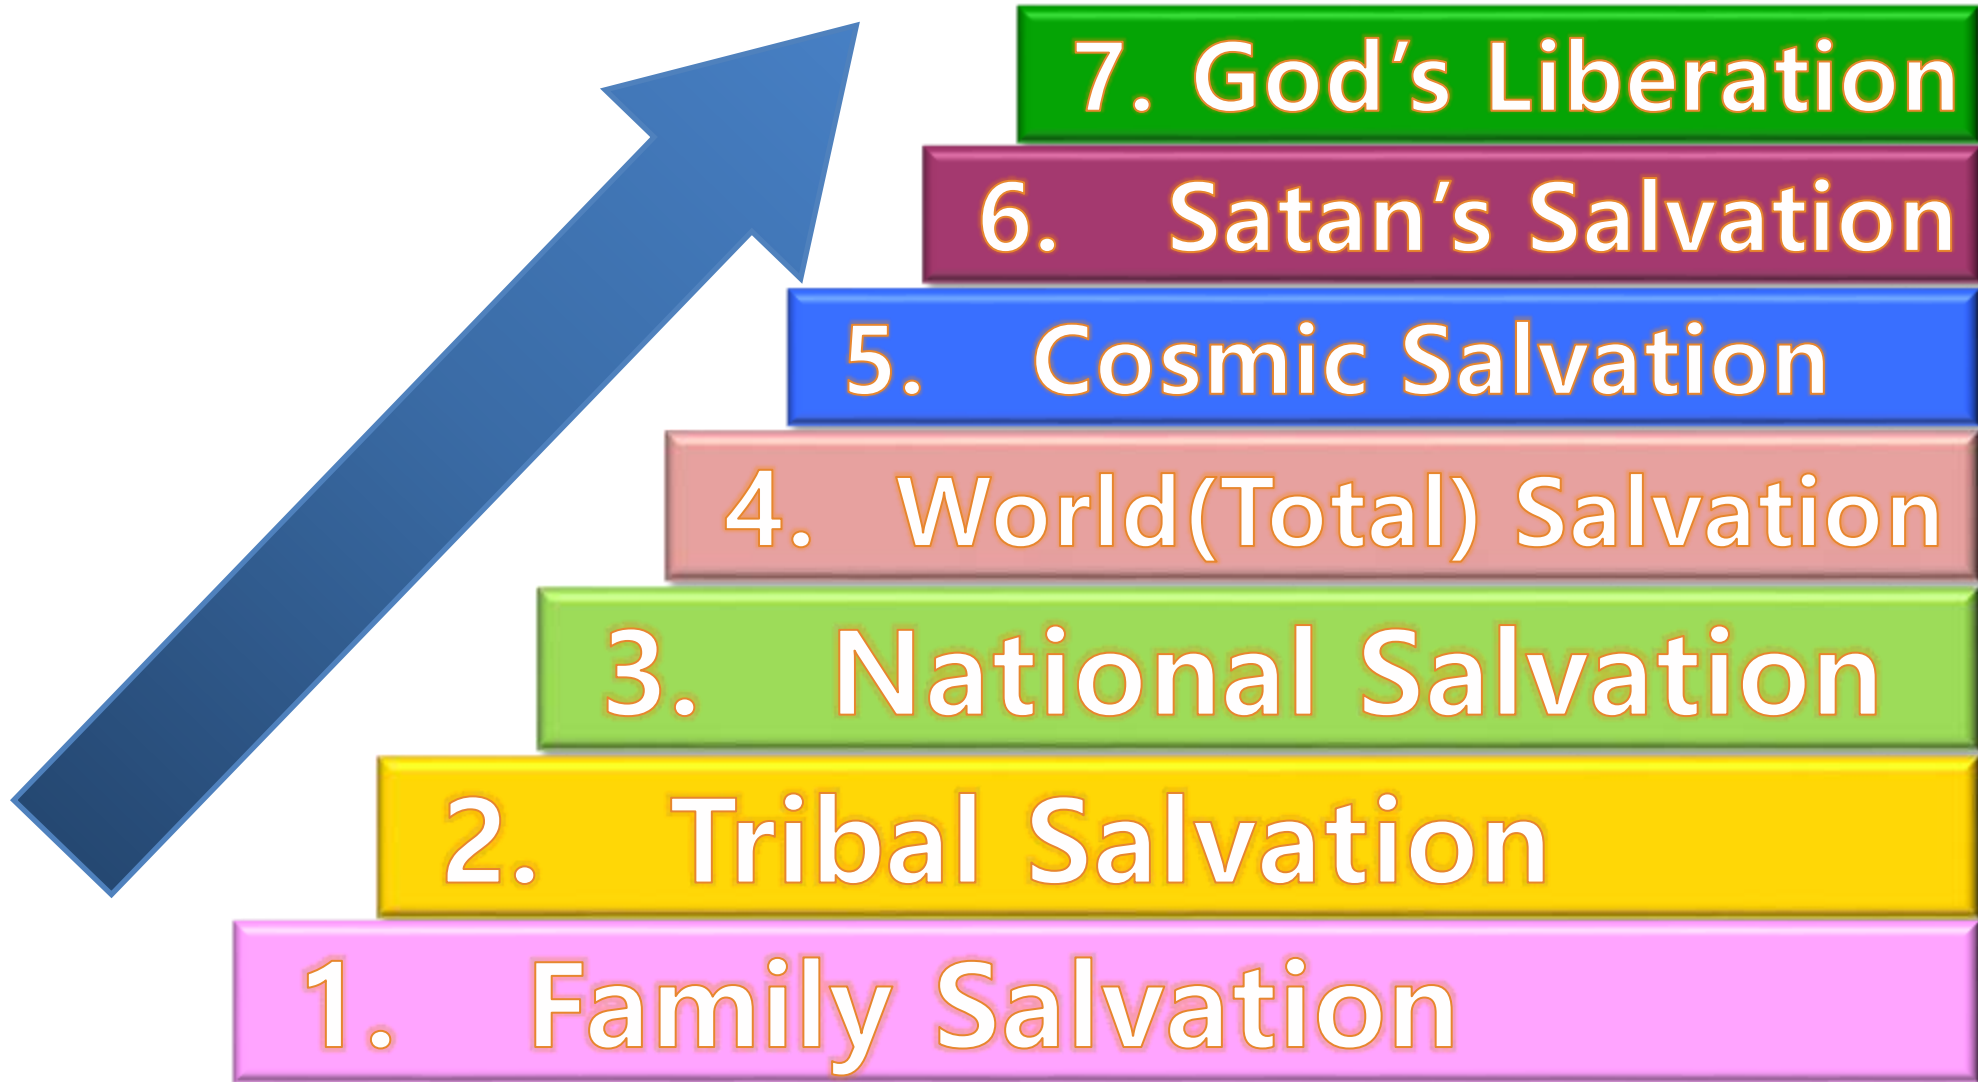 7. God’s Liberation
6. Satan’s Salvation
5. Cosmic Salvation
4. World(Total) Salvation
3. National Salvation
2. Tribal Salvation
1. Family Salvation